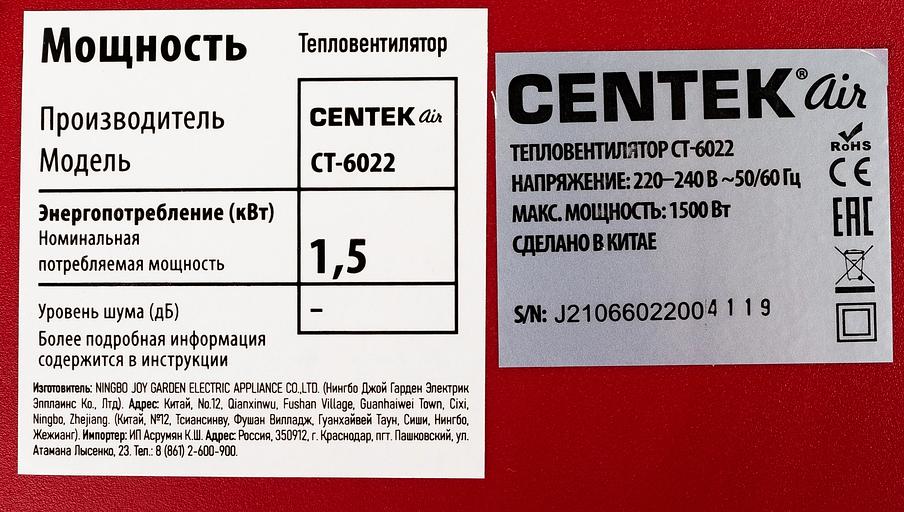 Мощность Тепловентилятор
Производитель CENTEK Air
Модель CT-6022
Энергопотребление (кВт)
Номинальная
потребляемая мощность 1,5
Уровень шума (дБ) –
Более подробная информация
содержится в инструкции
Изготовитель: NINGBO JOY GARDEN ELECTRIC APPLIANCE CO.,LTD. (Нингбо Джой Гарден Электрик
Эпплаинс Ко., Лтд). Адрес: Китай, No.12, Qianxinwu, Fushan Village, Guanhaiwei Town, Cixi,
Ningbo, Zhejiang. (Китай, №12, Тсиансинву, Фушан Вилладж, Гуанхайвей Таун, Сиши, Нингбо,
Жежианг). Импортер: ИП Асрумян К.Ш. Адрес: Россия, 350912, г. Краснодар, пгт. Пашковский, ул.
Атамана Лысенко, 23. Тел.: 8 (861) 2-600-900.
CENTEK® Air
ТЕПЛОВЕНТИЛЯТОР CT-6022
НАПРЯЖЕНИЕ: 220–240 В ~50/60 Гц
МАКС. МОЩНОСТЬ: 1500 Вт
СДЕЛАНО В КИТАЕ
S/N: J21066022004119
RoHS
CE
EAC